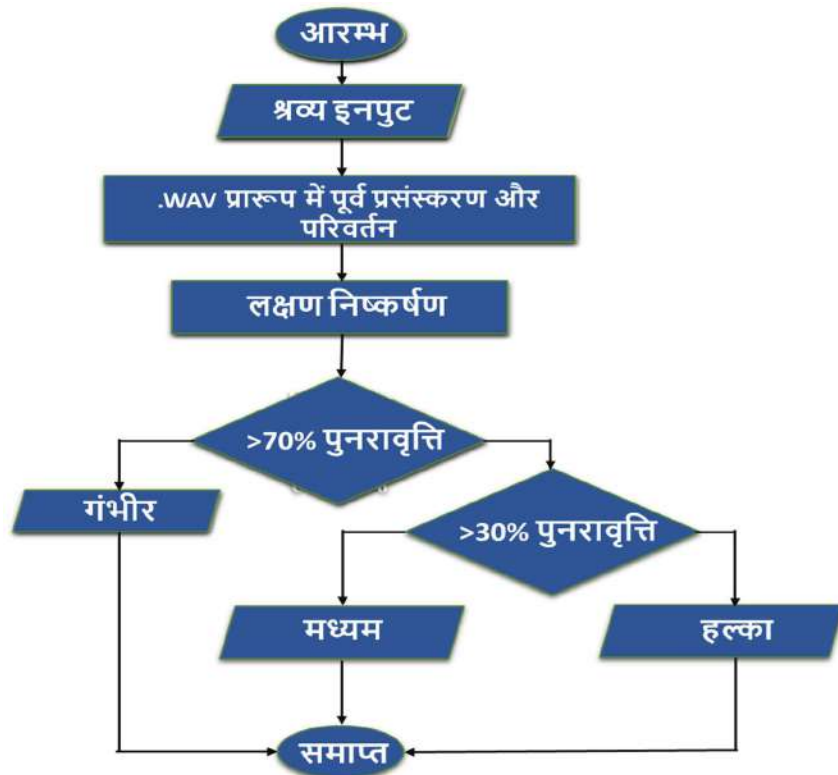 आरम्भ
श्रव्य इनपुट
.WAV प्रारूप में पूर्व प्रसंस्करण और
परिवर्तन
लक्षण निष्कर्षण
>70% पुनरावृत्ति
गंभीर
>30% पुनरावृत्ति
मध्यम
हल्का
समाप्त